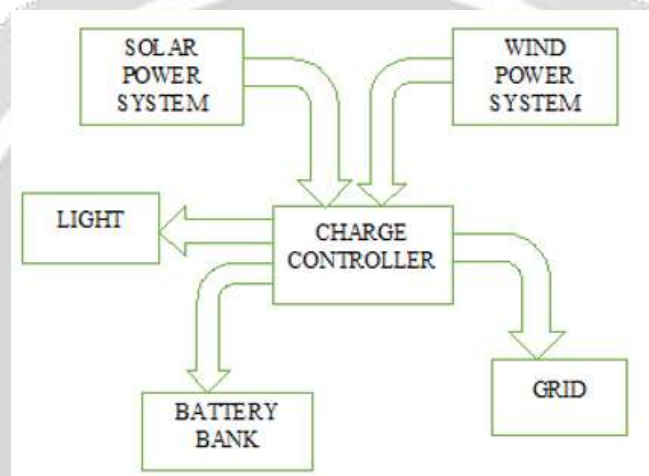 SOLAR
POWER
SYSTEM
WIND
POWER
SYSTEM
LIGHT
CHARGE
CONTROLLER
GRID
BATTERY
BANK